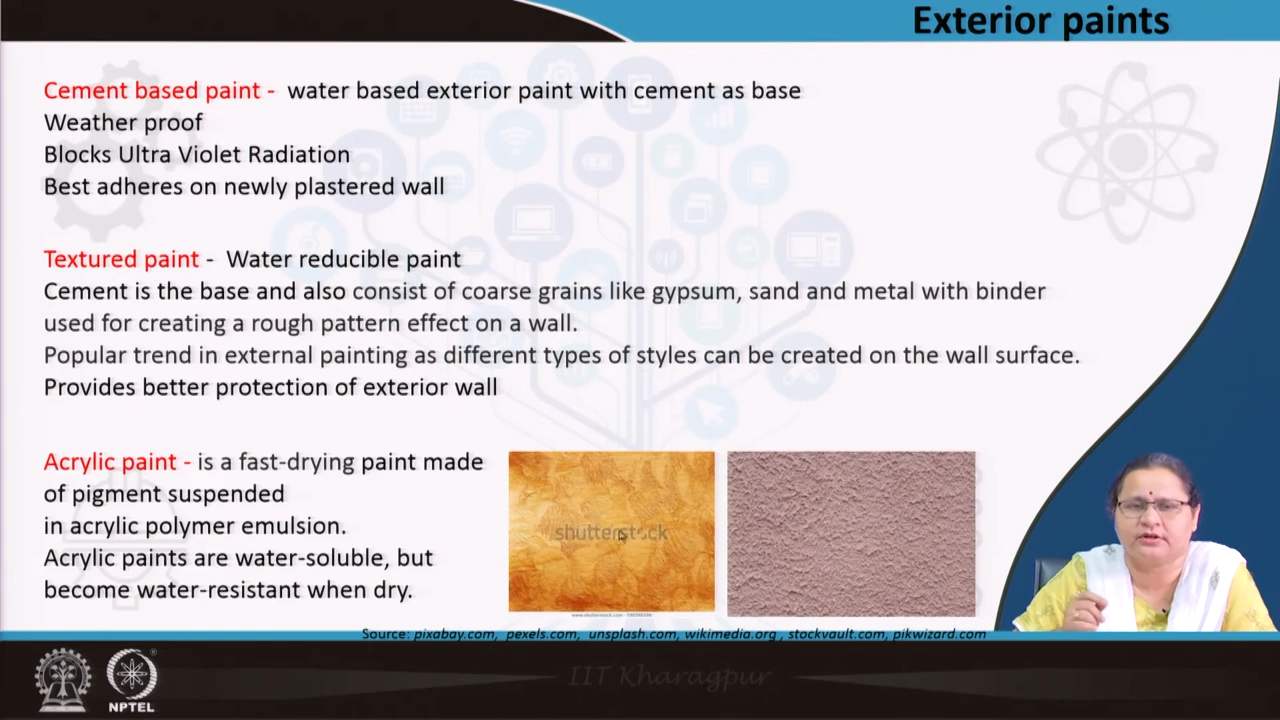 Exterior paints
Cement based paint - water based exterior paint with cement as base
Weather proof
Blocks Ultra Violet Radiation
Best adheres on newly plastered wall
Textured paint - Water reducible paint
Cement is the base and also consist of coarse grains like gypsum, sand and metal with binder
used for creating a rough pattern effect on a wall.
Popular trend in external painting as different types of styles can be created on the wall surface.
Provides better protection of exterior wall
Acrylic paint - is a fast-drying paint made
of pigment suspended
in acrylic polymer emulsion.
Acrylic paints are water-soluble, but
become water-resistant when dry.
shutterstock
Source: pixabay.com, pexels.com, unsplash.com, wikimedia.org , stockvault.com, pikwizard.com
IIT Kharagpur
NPTEL